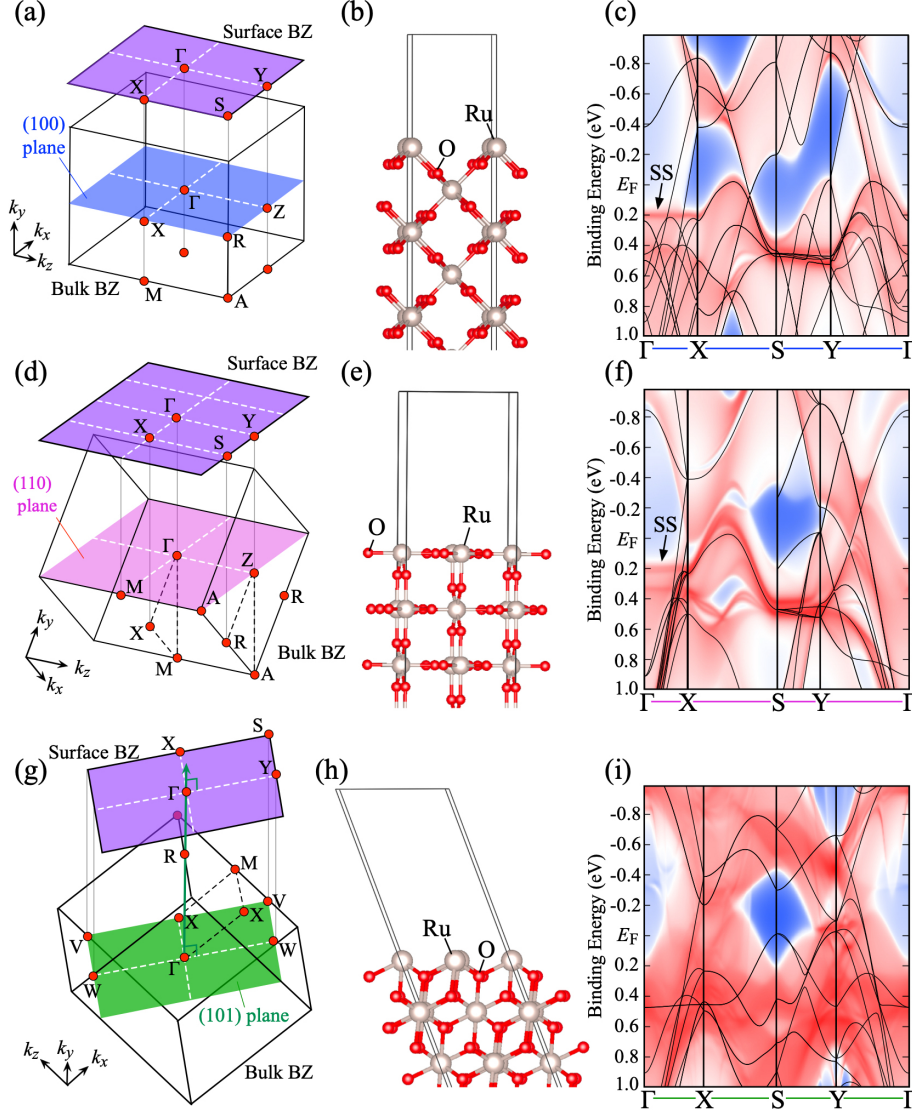 (a)
Surface BZ
Γ
Y
X
S
(100)
plane
Γ
Z
X
R
k_y
k_x
k_z
Bulk BZ
M
A
(b)
Ru
O
(c)
Binding Energy (eV)
-0.8
-0.6
-0.4
-0.2
E_F
0.2
0.4
0.6
0.8
1.0
SS
Γ X S Y Γ
(d)
Surface BZ
Γ
Y
X
S
(110)
plane
Γ
Z
M
A
R
X
R
k_y
k_z
k_x
M
A
Bulk BZ
(e)
O
Ru
(f)
Binding Energy (eV)
-0.8
-0.6
-0.4
-0.2
E_F
0.2
0.4
0.6
0.8
1.0
SS
Γ X S Y Γ
(g)
S
X
Surface BZ
Y
Γ
R
M
V
X
X
V
W
Γ
W
(101) plane
k_z
k_y
k_x
Bulk BZ
(h)
Ru
O
(i)
Binding Energy (eV)
-0.8
-0.6
-0.4
-0.2
E_F
0.2
0.4
0.6
0.8
1.0
Γ X S Y Γ